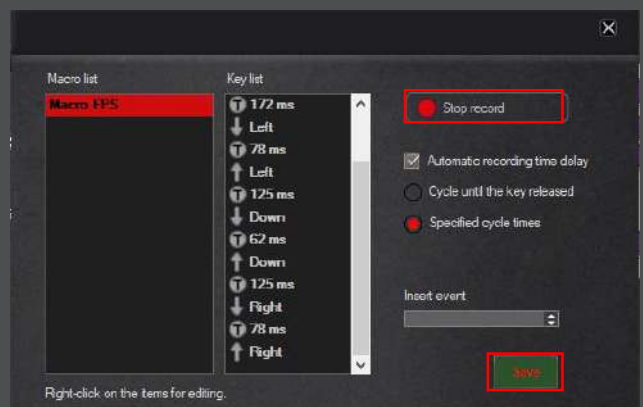 Macro list
Key list
Macro FPS
T 172 ms
Left
T 78 ms
Left
T 125 ms
Down
T 62 ms
Down
T 125 ms
Right
T 78 ms
Right
Stop record
Automatic recording time delay
Cycle until the key released
Specified cycle times
Insert event
Save
Right-click on the items for editing.